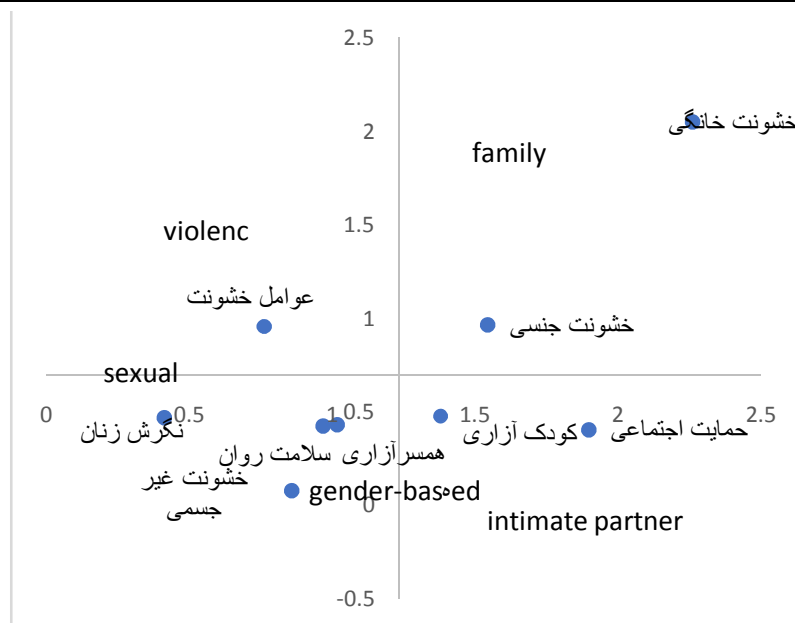 2.5
خشونت خانگی
2
family
violenc
1.5
عوامل خشونت
1
خشونت جنسی
sexual
0
0.5
1
0.5
1.5
2
2.5
نگرش زنان
سلامت روان
همسرآزاری
کودک آزاری
حمایت اجتماعی
خشونت غیر
جسمی
gender-based
0
intimate partner
-0.5